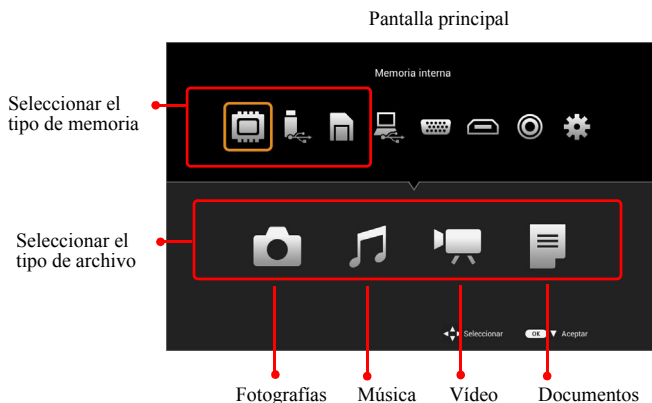 Pantalla principal
Memoria interna
Seleccionar el
tipo de memoria
Seleccionar el
tipo de archivo
Seleccionar OK Aceptar
Fotografías Música Vídeo Documentos